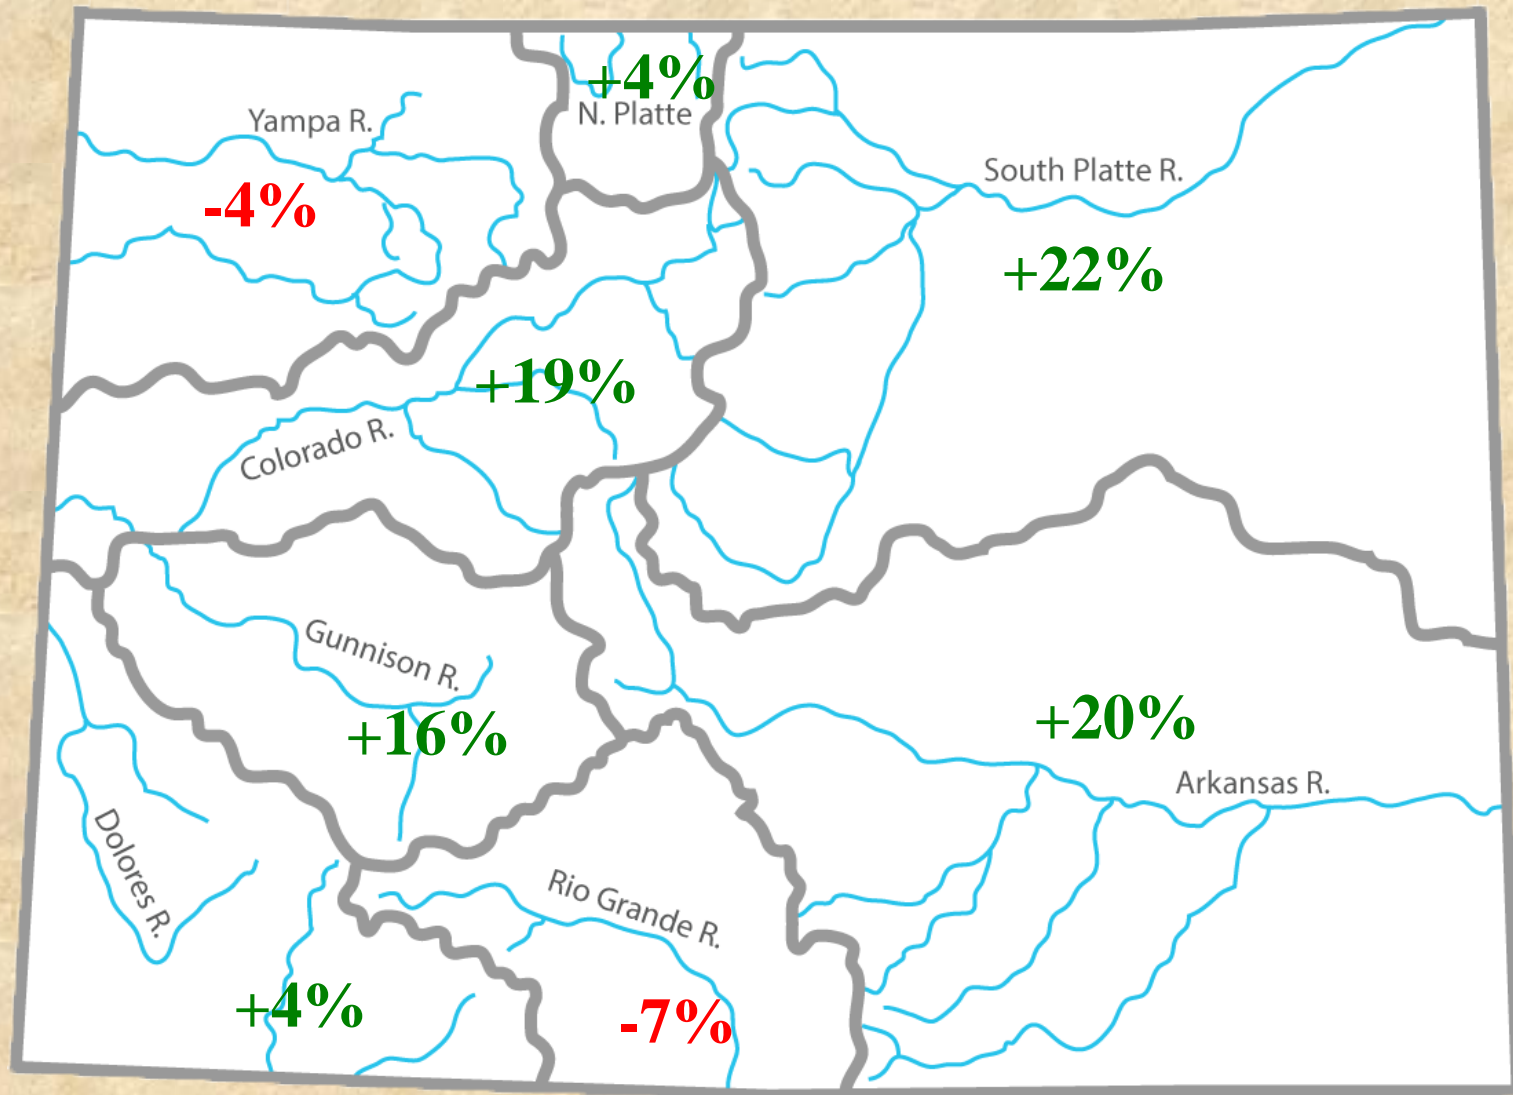 +4%
N. Platte
Yampa R.
-4%
South Platte R.
+22%
+19%
Colorado R.
Gunnison R.
+16%
+20%
Arkansas R.
Dolores R.
Rio Grande R.
+4%
-7%